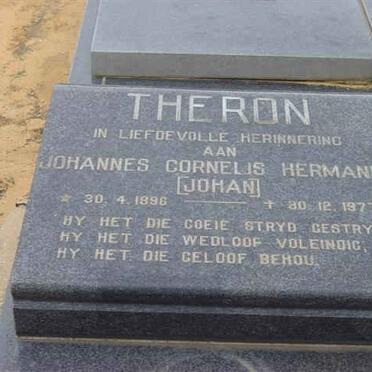 THERON
IN LIEFDEVOLLE HERINNERING
AAN
JOHANNES CORNELIS HERMAN
[JOHAN]
* 30.4.1896 — † 30.12.197
HY HET DIE GOEIE STRYD GESTRY
HY HET DIE WEDLOOF VOLEINDIG,
HY HET DIE GELOOF BEHOU.